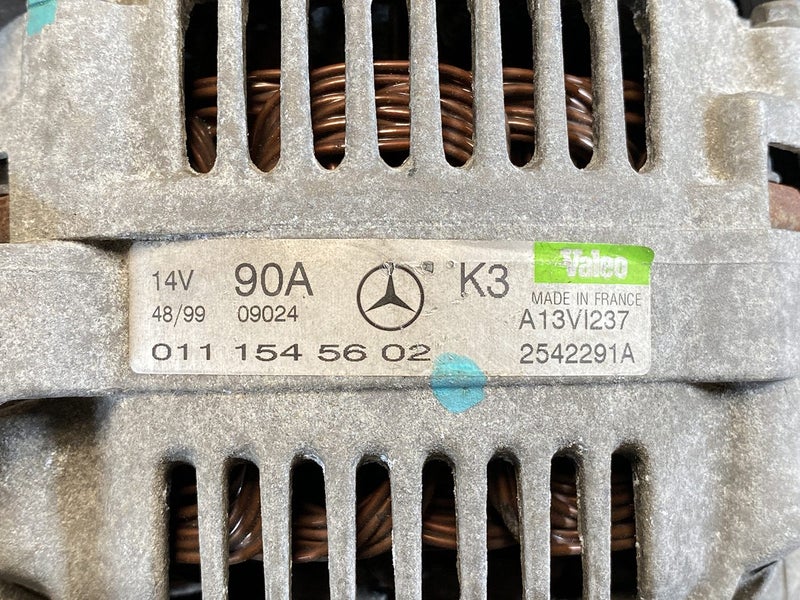 14V 90A K3 Valeo
MADE IN FRANCE
48/99 09024 A13VI237
011 154 56 02 2542291A